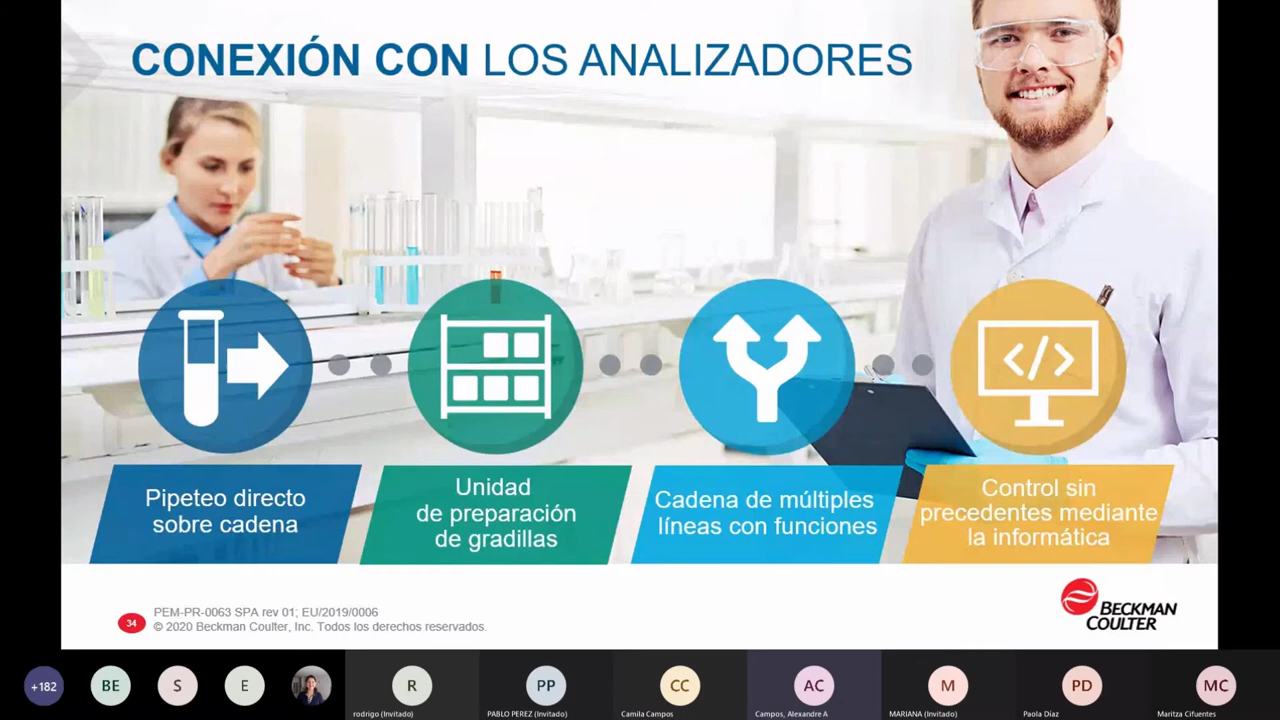 CONEXIÓN CON LOS ANALIZADORES
Pipeteo directo
sobre cadena
Unidad
de preparación
de gradillas
Cadena de múltiples
líneas con funciones
</>
Control sin
precedentes mediante
la informática
34
PEM-PR-0063 SPA rev 01; EU/2019/0006
© 2020 Beckman Coulter, Inc. Todos los derechos reservados.
BECKMAN
COULTER
+182
BE
S
E
R
rodrigo (Invitado)
PP
PABLO PEREZ (Invitado)
CC
Camila Campos
AC
Campos, Alexandre A
M
MARIANA (Invitado)
PD
Paola Díaz
MC
Maritza Cifuentes